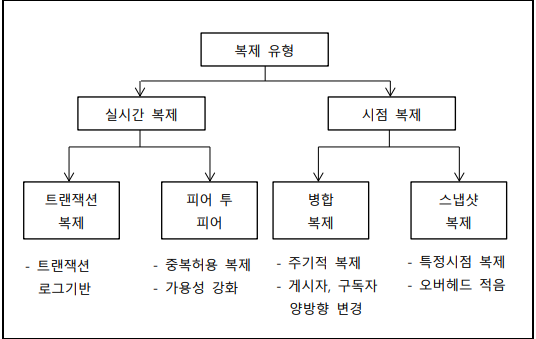 복제 유형
실시간 복제
시점 복제
트랜잭션
복제
피어 투
피어
병합
복제
스냅샷
복제
- 트랜잭션
로그기반
- 중복허용 복제
- 가용성 강화
- 주기적 복제
- 게시자, 구독자
양방향 변경
- 특정시점 복제
- 오버헤드 적음